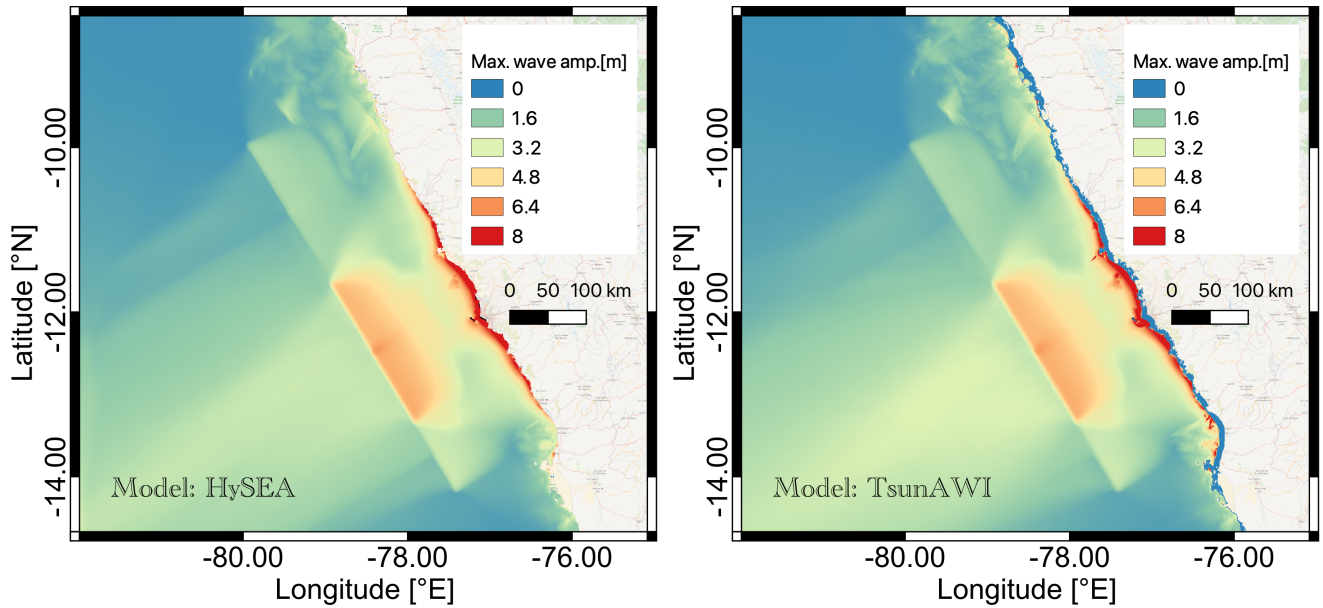 Max. wave amp.[m]
0
1.6
3.2
4.8
6.4
8
0 50 100 km
Model: HySEA
-10.00
-12.00
-14.00
Latitude [°N]
-80.00 -78.00 -76.00
Longitude [°E]
Max. wave amp.[m]
0
1.6
3.2
4.8
6.4
8
0 50 100 km
Model: TsunAWI
-10.00
-12.00
-14.00
Latitude [°N]
-80.00 -78.00 -76.00
Longitude [°E]